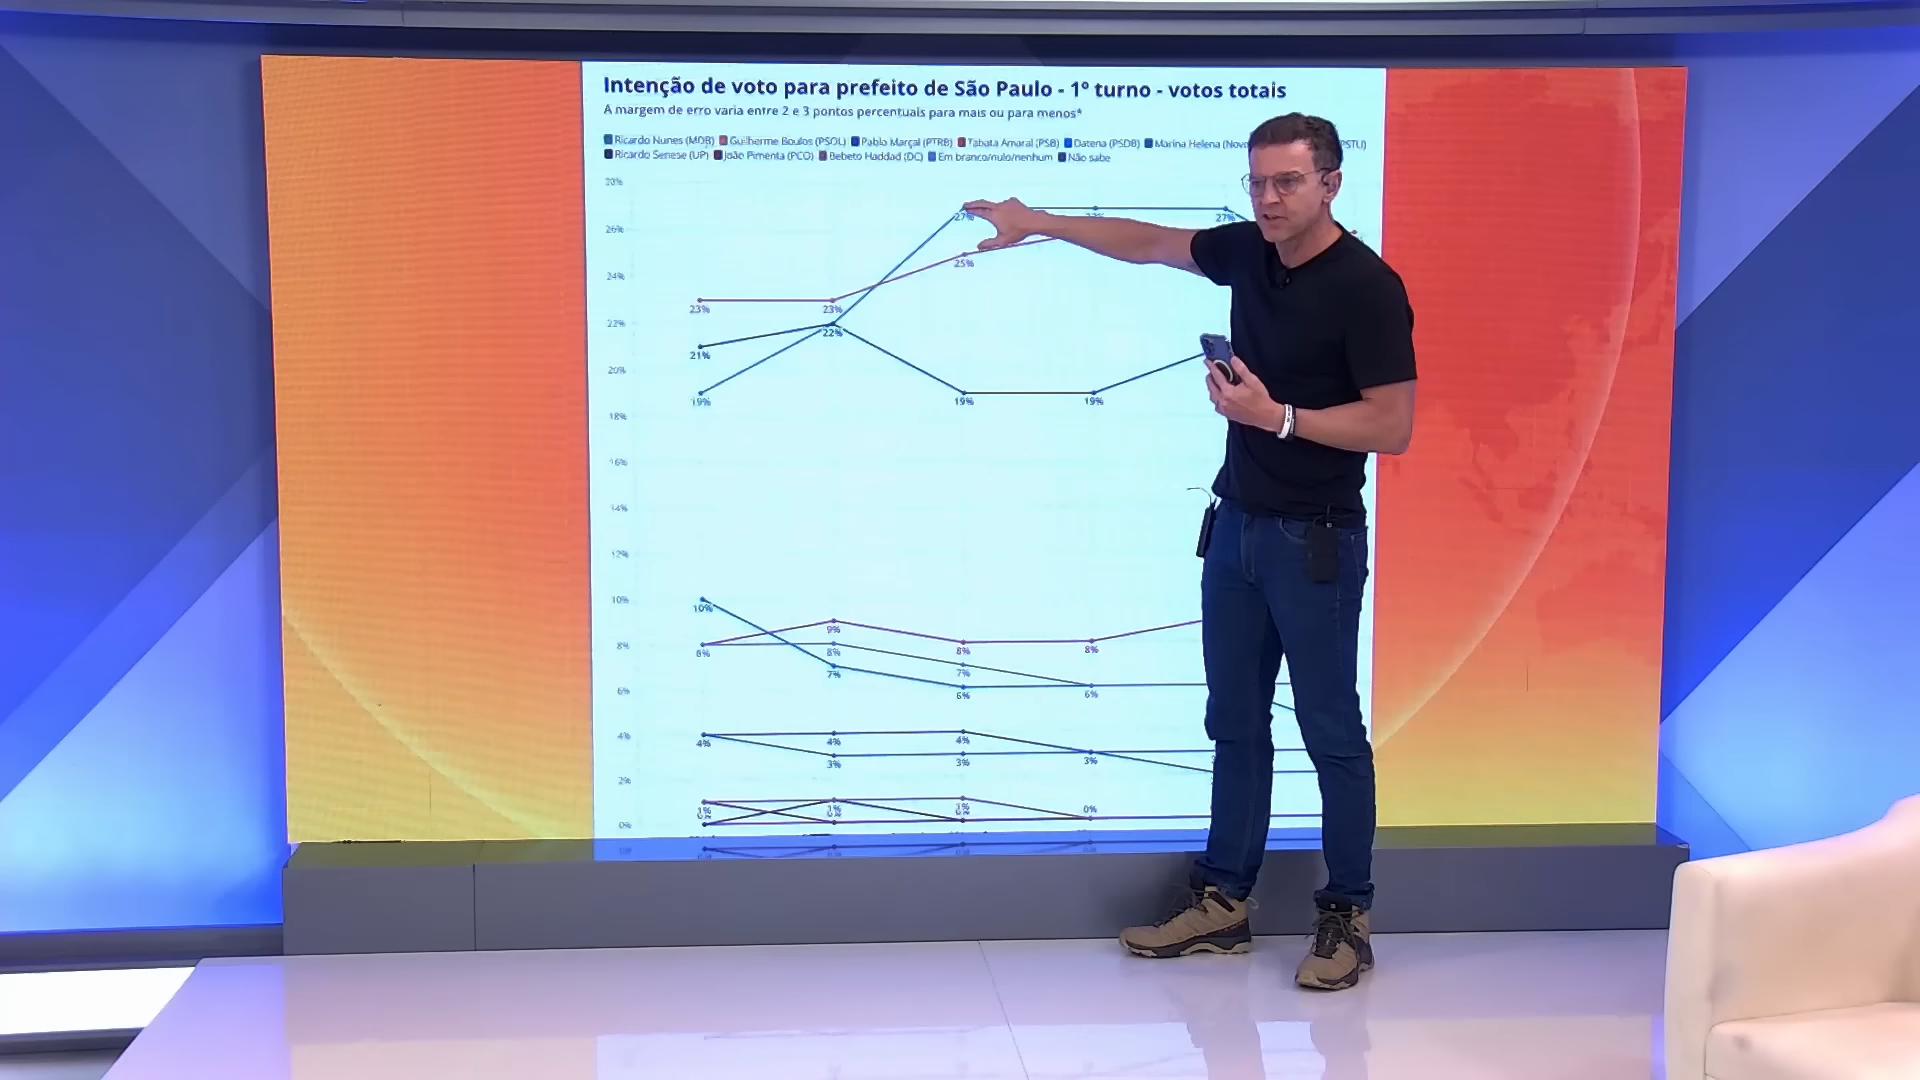 Intenção de voto para prefeito de São Paulo - 1º turno - votos totais
A margem de erro varia entre 2 e 3 pontos percentuais para mais ou para menos*
Ricardo Nunes (MDB) Guilherme Boulos (PSOL) Pablo Marçal (PTRB) Tabata Amaral (PSB) Datena (PSDB) Marina Helena (Novo PSTU)
Ricardo Senese (UP) João Pimenta (PCO) Bebeto Haddad (DC) Em branco/nulo/nenhum Não sabe
27% 27%
26%
25%
24%
23% 23%
22% 22%
21%
20%
19% 19% 19%
18%
16%
14%
12%
10% 10%
9%
8% 8% 8% 8%
7% 7%
6% 6% 6%
4% 4% 4% 4%
3% 3% 3%
2%
1% 1% 1% 0%
0%